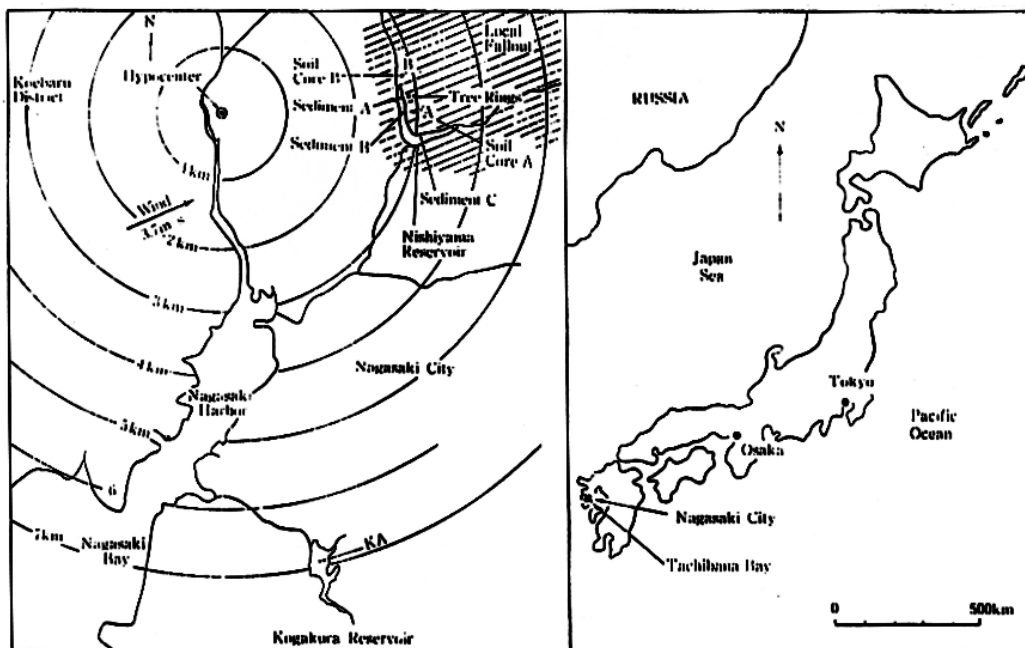 N
Hypocenter
Koebaru
District
Soil
Core B
Sediment A
Sediment B
B
A
Local
Fallout
Tree Rings
Soil
Core A
Sediment C
Nishiyama
Reservoir
1km
Wind
3.7m/s
2km
3km
4km
5km
6
7km
Nagasaki City
Nagasaki
Harbor
Nagasaki
Bay
KA
Kogakura Reservoir
RUSSIA
N
Japan
Sea
Tokyo
Pacific
Ocean
Osaka
Nagasaki City
Tachibana Bay
0
500km